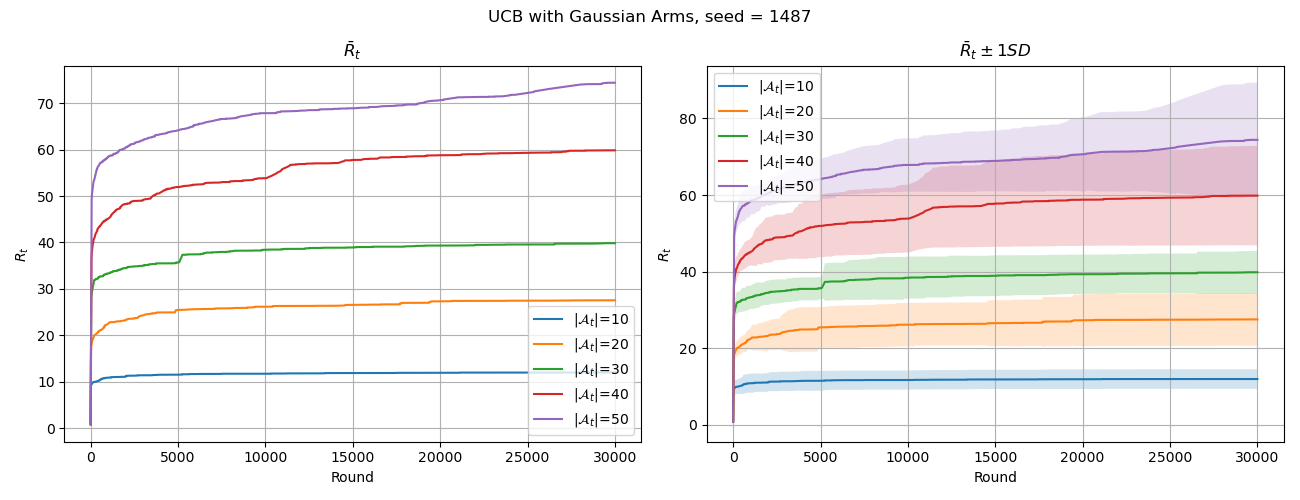 UCB with Gaussian Arms, seed = 1487
R̄ₜ
70
60
50
40
30
20
10
0
Rₜ
0 5000 10000 15000 20000 25000 30000
Round
|𝒜ₜ|=10
|𝒜ₜ|=20
|𝒜ₜ|=30
|𝒜ₜ|=40
|𝒜ₜ|=50
R̄ₜ ± 1SD
80
60
40
20
0
Rₜ
0 5000 10000 15000 20000 25000 30000
Round
|𝒜ₜ|=10
|𝒜ₜ|=20
|𝒜ₜ|=30
|𝒜ₜ|=40
|𝒜ₜ|=50